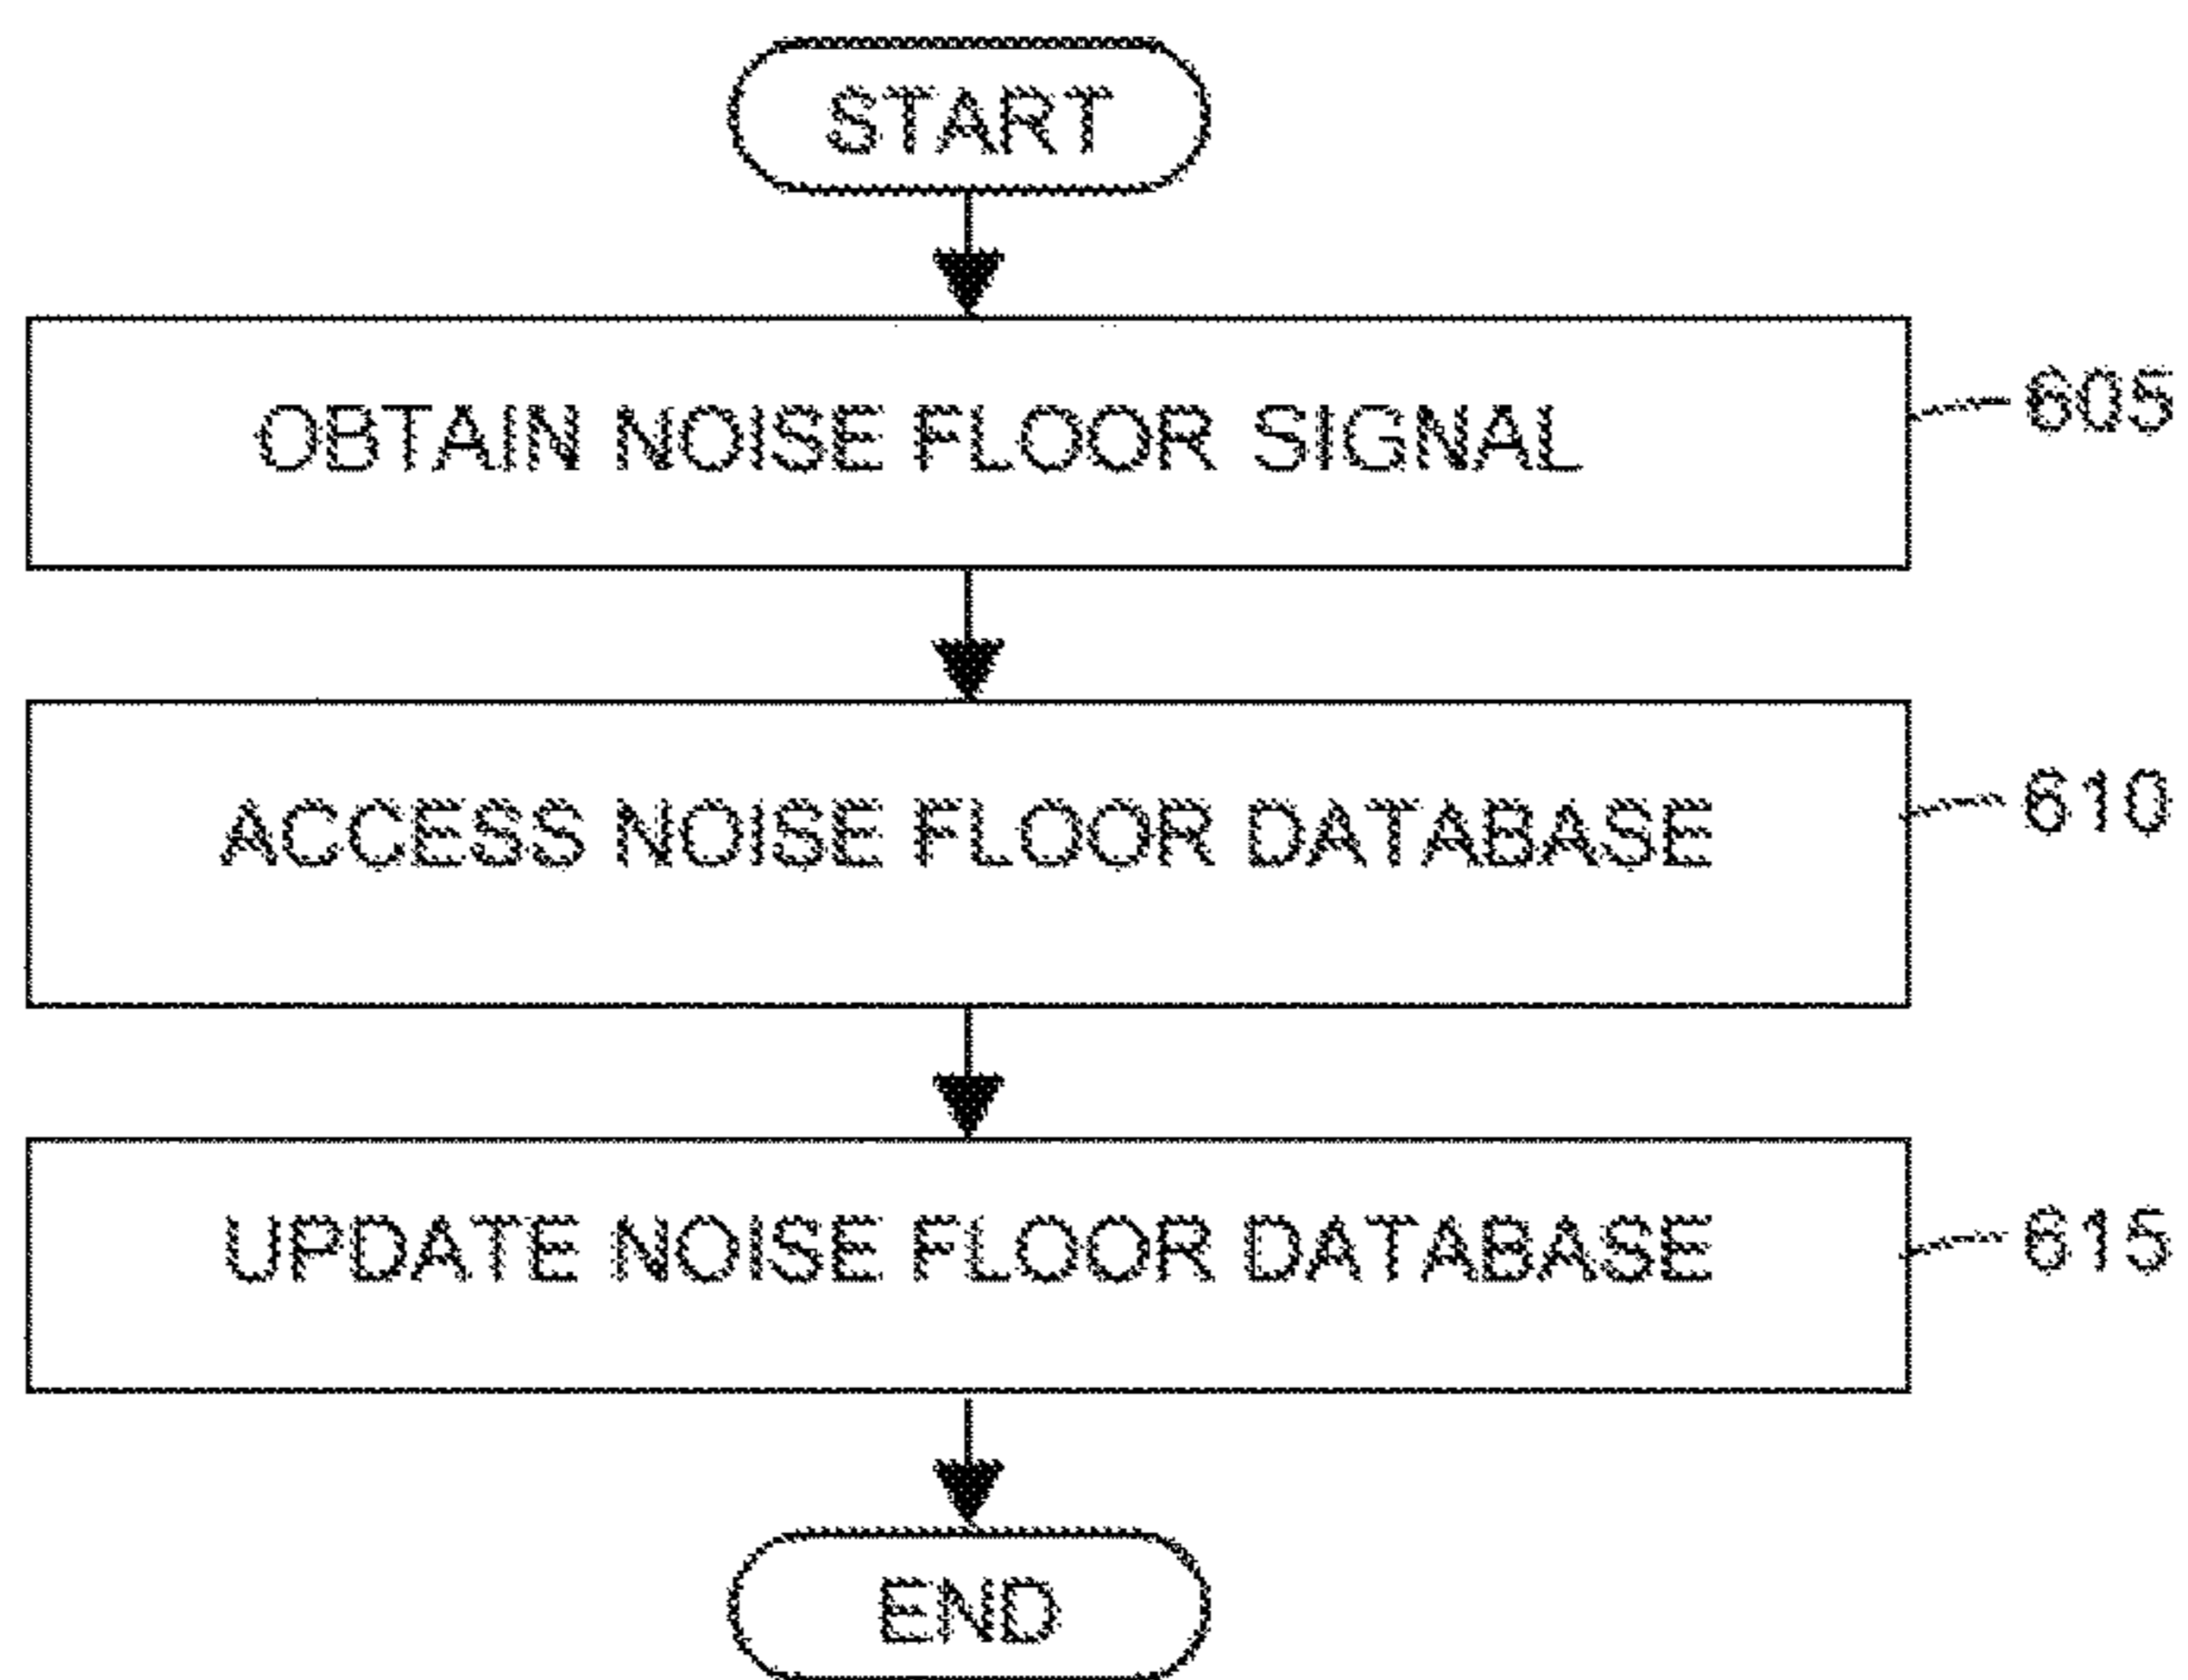 START
OBTAIN NOISE FLOOR SIGNAL
605
ACCESS NOISE FLOOR DATABASE
610
UPDATE NOISE FLOOR DATABASE
615
END